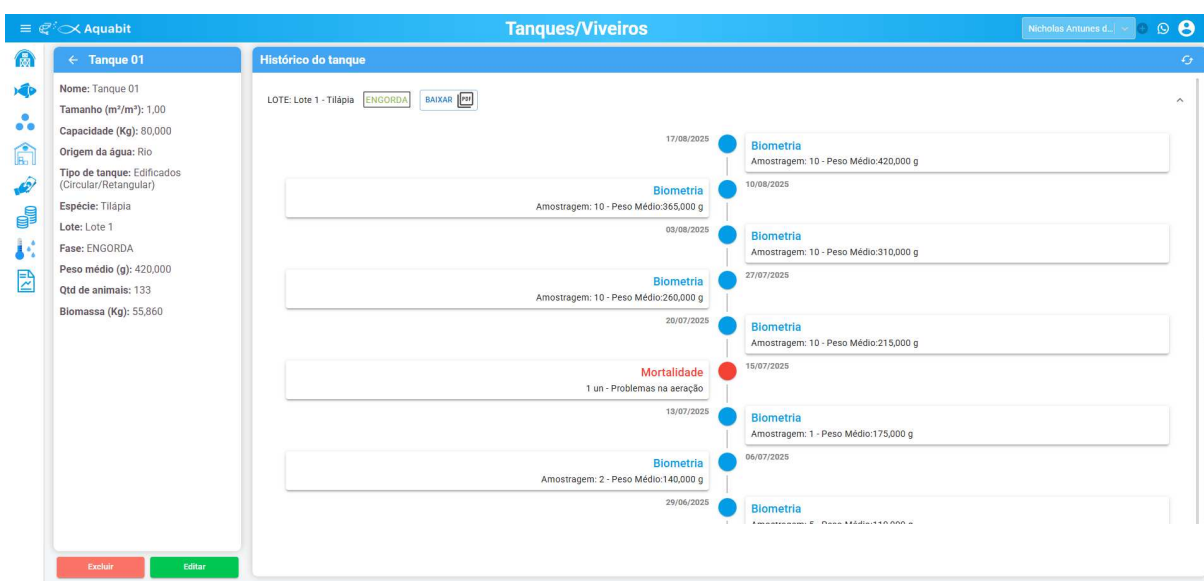 Aquabit
Tanques/Viveiros
Nicholas Antunes d...
Tanque 01
Nome: Tanque 01
Tamanho (m²/m³): 1,00
Capacidade (Kg): 80,000
Origem da água: Rio
Tipo de tanque: Edificados
(Circular/Retangular)
Espécie: Tilápia
Lote: Lote 1
Fase: ENGORDA
Peso médio (g): 420,000
Qtd de animais: 133
Biomassa (Kg): 55,860
Excluir
Editar
Histórico do tanque
LOTE: Lote 1 - Tilápia ENGORDA BAIXAR PDF
17/08/2025
Biometria
Amostragem: 10 - Peso Médio:420,000 g
10/08/2025
Biometria
Amostragem: 10 - Peso Médio:365,000 g
03/08/2025
Biometria
Amostragem: 10 - Peso Médio:310,000 g
27/07/2025
Biometria
Amostragem: 10 - Peso Médio:260,000 g
20/07/2025
Biometria
Amostragem: 10 - Peso Médio:215,000 g
15/07/2025
Mortalidade
1 un - Problemas na aeração
13/07/2025
Biometria
Amostragem: 1 - Peso Médio:175,000 g
06/07/2025
Biometria
Amostragem: 2 - Peso Médio:140,000 g
29/06/2025
Biometria
Amostragem: 5 - Peso Médio:110,000 g